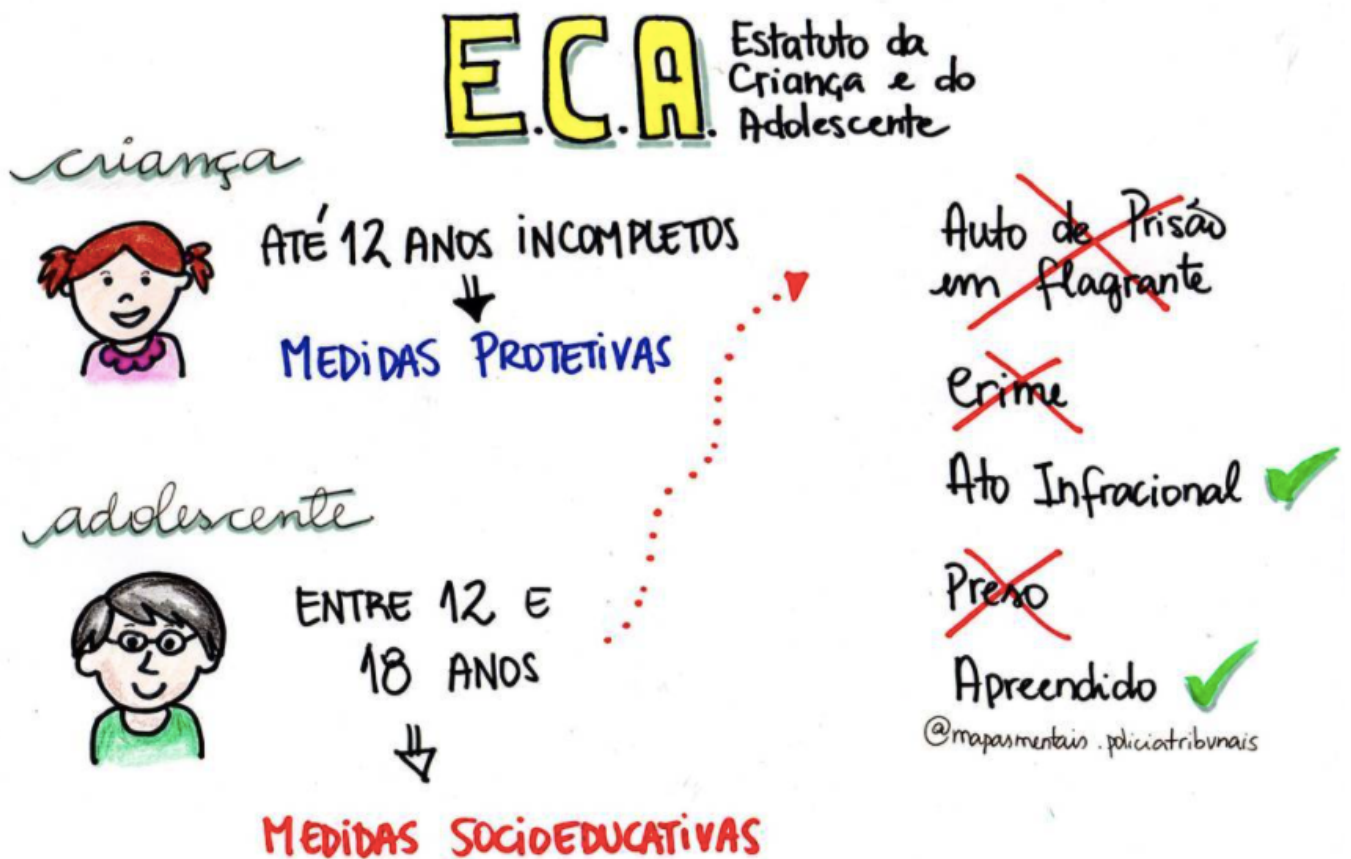 E.C.A.
Estatuto da
Criança e do
Adolescente
criança
ATÉ 12 ANOS INCOMPLETOS
MEDIDAS PROTETIVAS
adolescente
ENTRE 12 E
18 ANOS
MEDIDAS SOCIOEDUCATIVAS
Auto de Prisão
em flagrante
Crime
Ato Infracional
Preso
Apreendido
@mapasmentais.policiatribunais